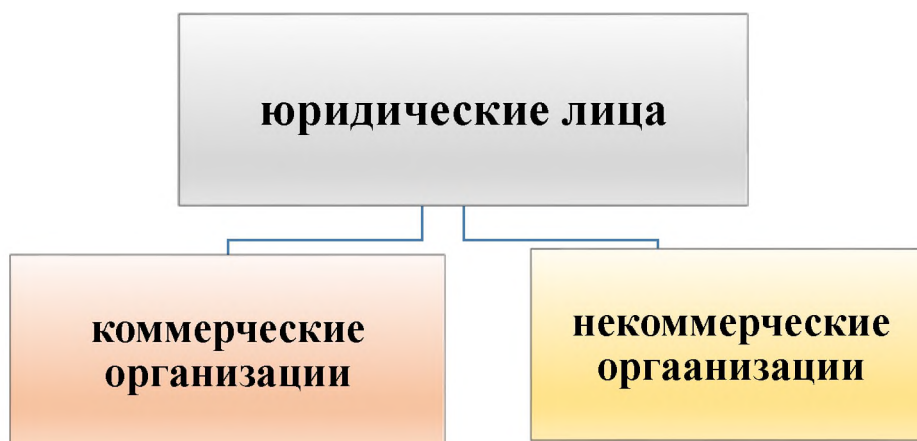 юридические лица
коммерческие
организации
некоммерческие
оргаанизации